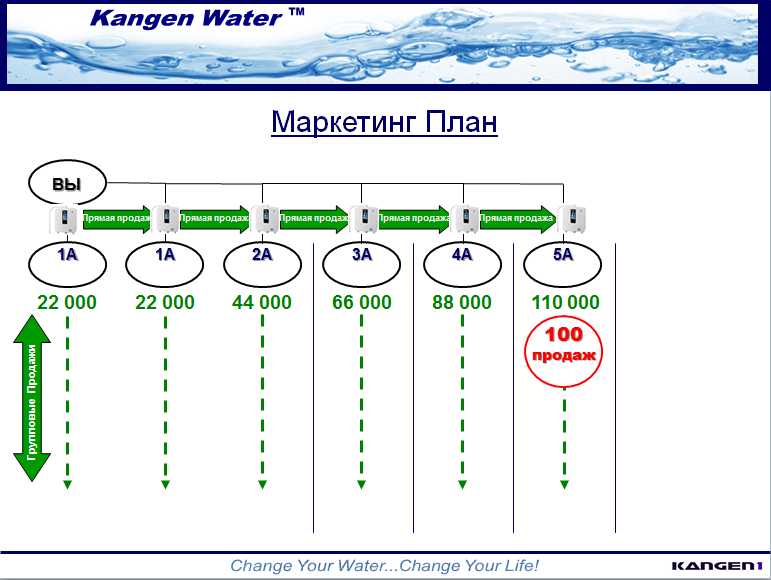 Kangen Water ™
Маркетинг План
ВЫ
Прямая продаж Прямая продажа Прямая продаж Прямая продажа Прямая продажа
1А 1А 2А 3А 4А 5А
22 000 22 000 44 000 66 000 88 000 110 000
100
продаж
Групповые Продажи
Change Your Water...Change Your Life!
KANGEN1